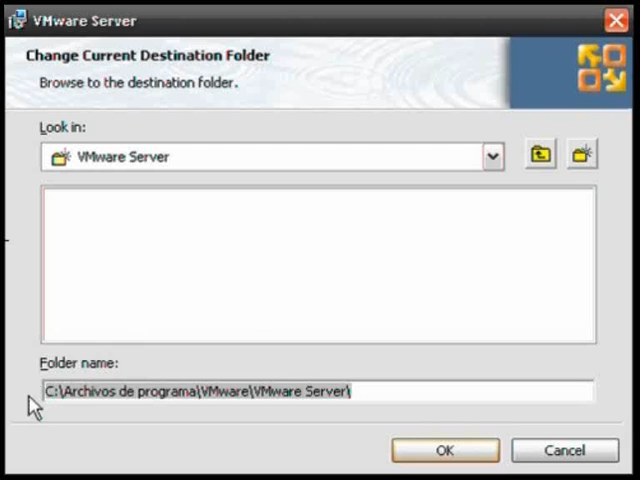 VMware Server
Change Current Destination Folder
Browse to the destination folder.
Look in:
VMware Server
Folder name:
C:\Archivos de programa\VMware\VMware Server\
OK
Cancel